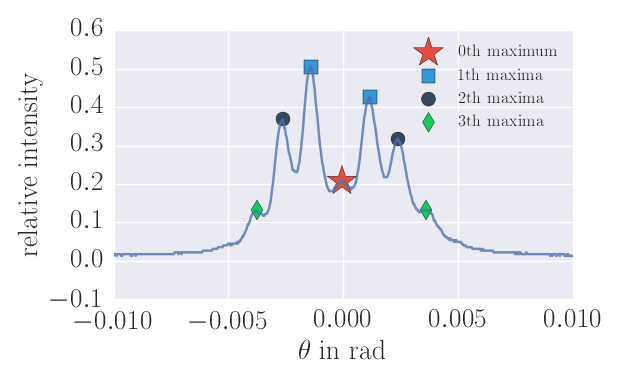 0.6
0.5
0.4
0.3
0.2
0.1
0.0
−0.1
relative intensity
0th maximum
1th maxima
2th maxima
3th maxima
−0.010 −0.005 0.000 0.005 0.010
θ in rad